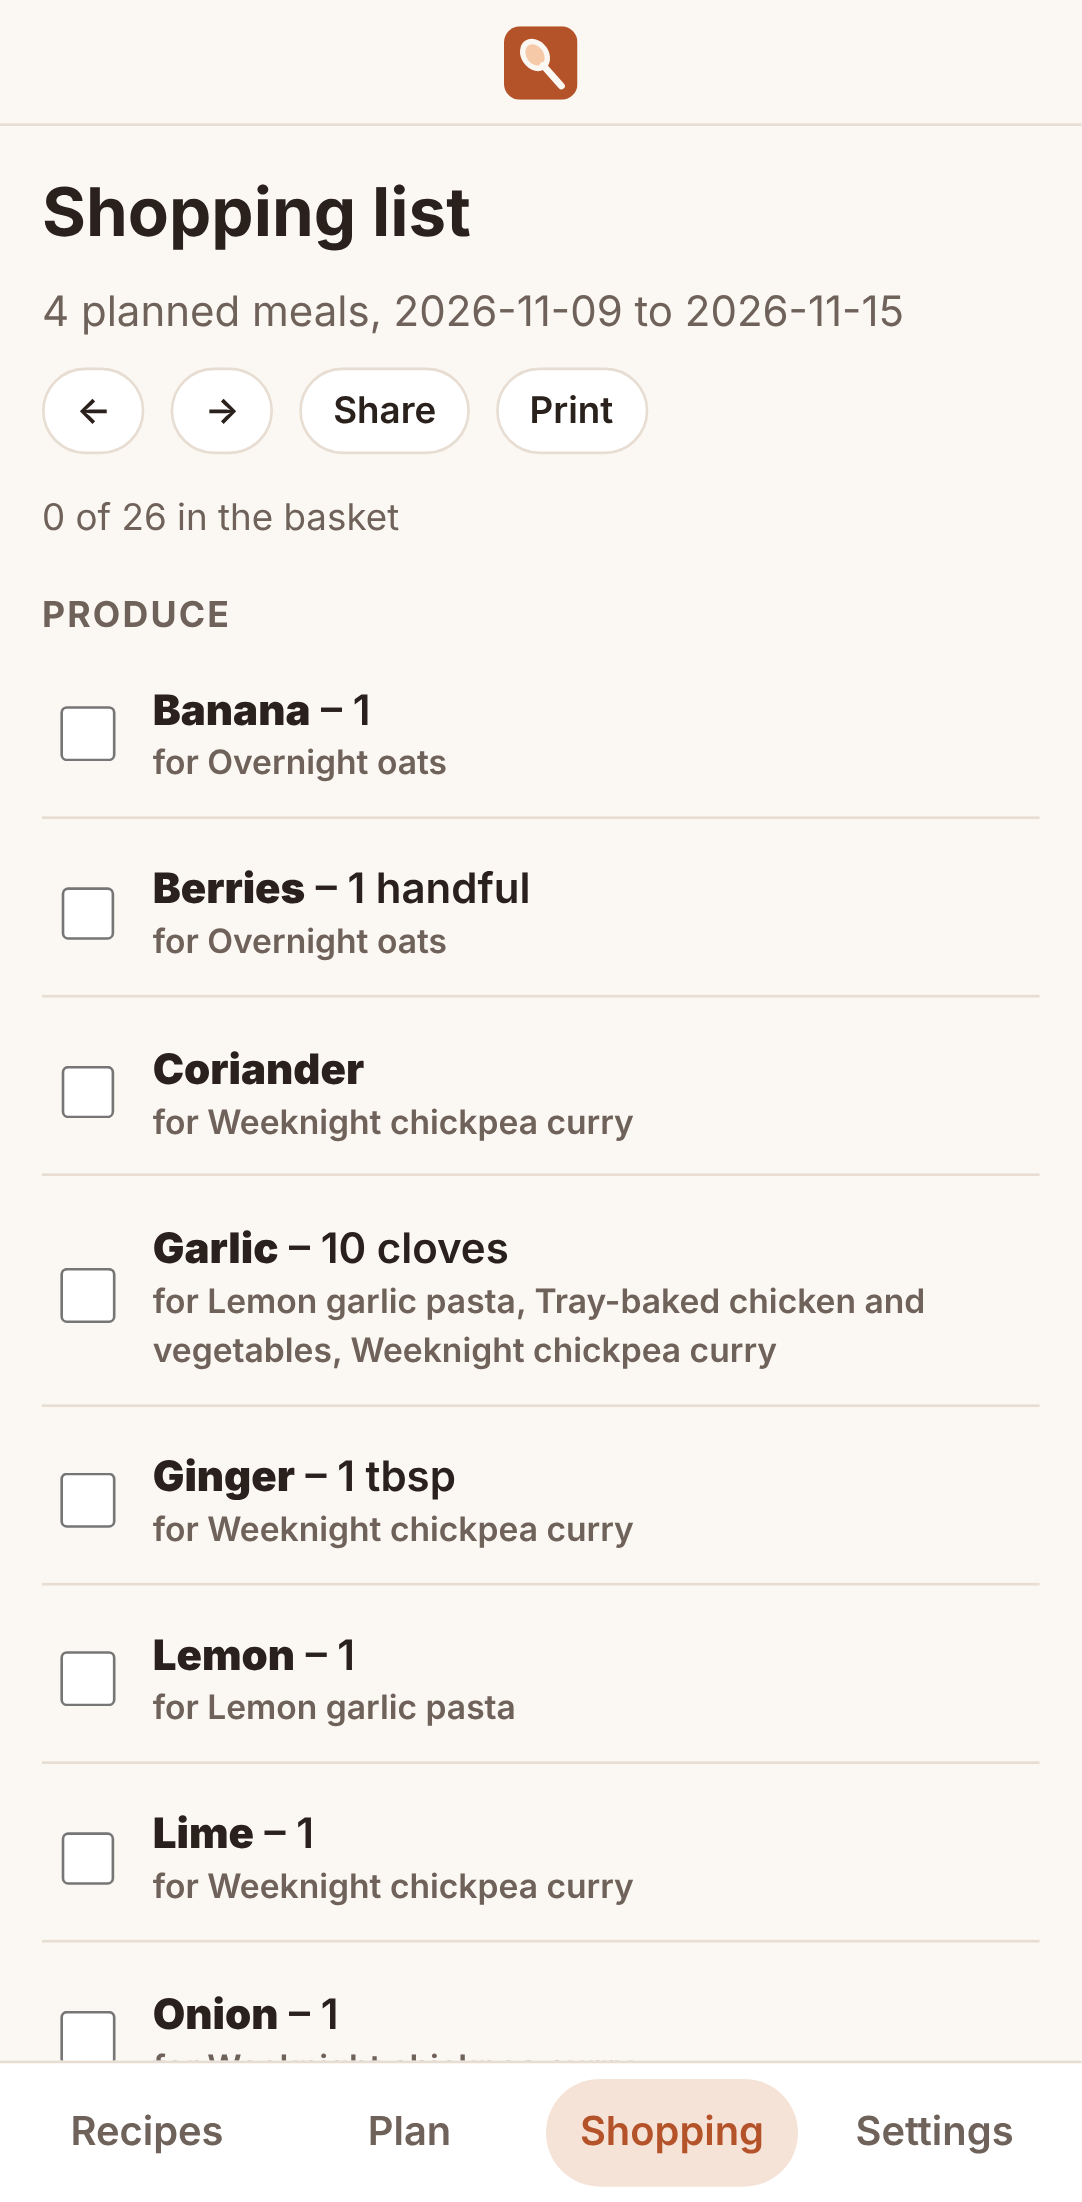 Shopping list
4 planned meals, 2026-11-09 to 2026-11-15
← → Share Print
0 of 26 in the basket
PRODUCE
Banana – 1
for Overnight oats
Berries – 1 handful
for Overnight oats
Coriander
for Weeknight chickpea curry
Garlic – 10 cloves
for Lemon garlic pasta, Tray-baked chicken and
vegetables, Weeknight chickpea curry
Ginger – 1 tbsp
for Weeknight chickpea curry
Lemon – 1
for Lemon garlic pasta
Lime – 1
for Weeknight chickpea curry
Onion – 1
Recipes Plan Shopping Settings